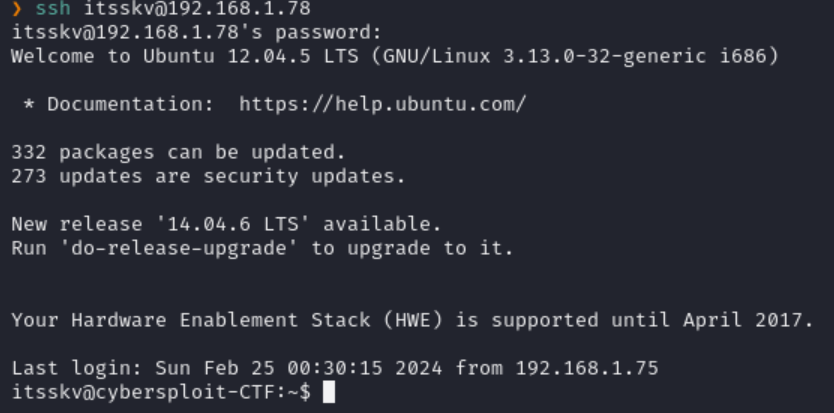 ❯ ssh itsskv@192.168.1.78
itsskv@192.168.1.78's password:
Welcome to Ubuntu 12.04.5 LTS (GNU/Linux 3.13.0-32-generic i686)
* Documentation:  https://help.ubuntu.com/
332 packages can be updated.
273 updates are security updates.
New release '14.04.6 LTS' available.
Run 'do-release-upgrade' to upgrade to it.
Your Hardware Enablement Stack (HWE) is supported until April 2017.
Last login: Sun Feb 25 00:30:15 2024 from 192.168.1.75
itsskv@cybersploit-CTF:~$